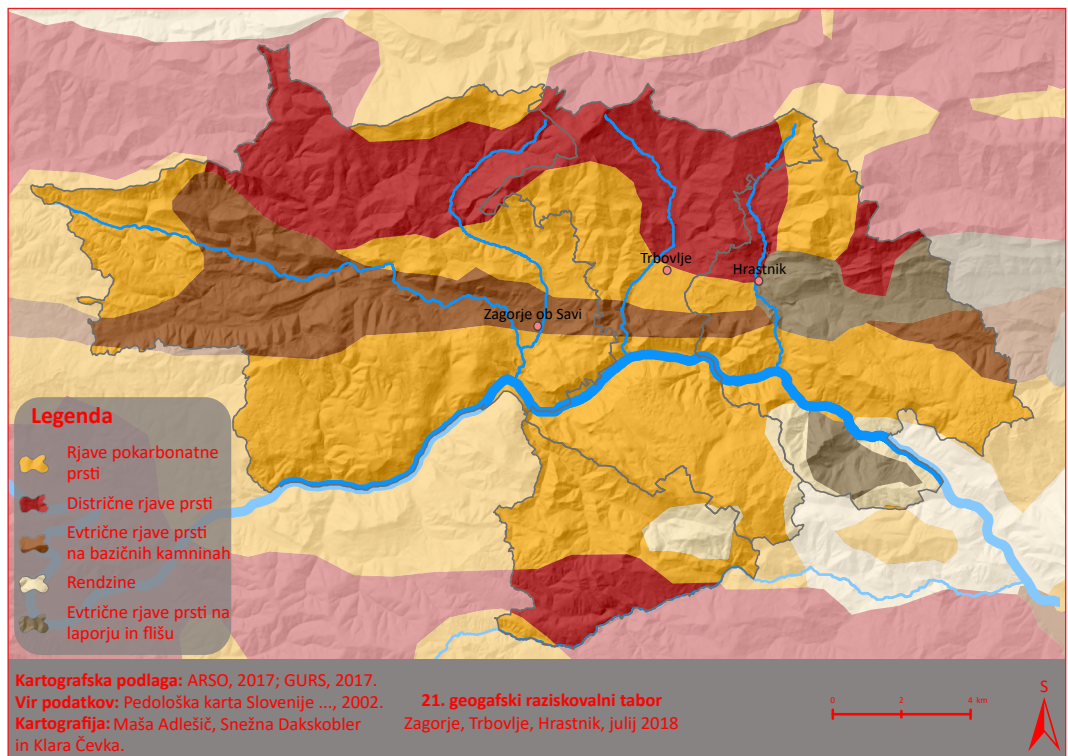 Trbovlje
Hrastnik
Zagorje ob Savi
Legenda
Rjave pokarbonatne
prsti
Distrične rjave prsti
Evtrične rjave prsti
na bazičnih kamninah
Rendzine
Evtrične rjave prsti na
laporju in flišu
Kartografska podlaga: ARSO, 2017; GURS, 2017.
Vir podatkov: Pedološka karta Slovenije ..., 2002.
Kartografija: Maša Adlešič, Snežna Dakskobler
in Klara Čevka.
21. geogafski raziskovalni tabor
Zagorje, Trbovlje, Hrastnik, julij 2018
0 2 4 km
S